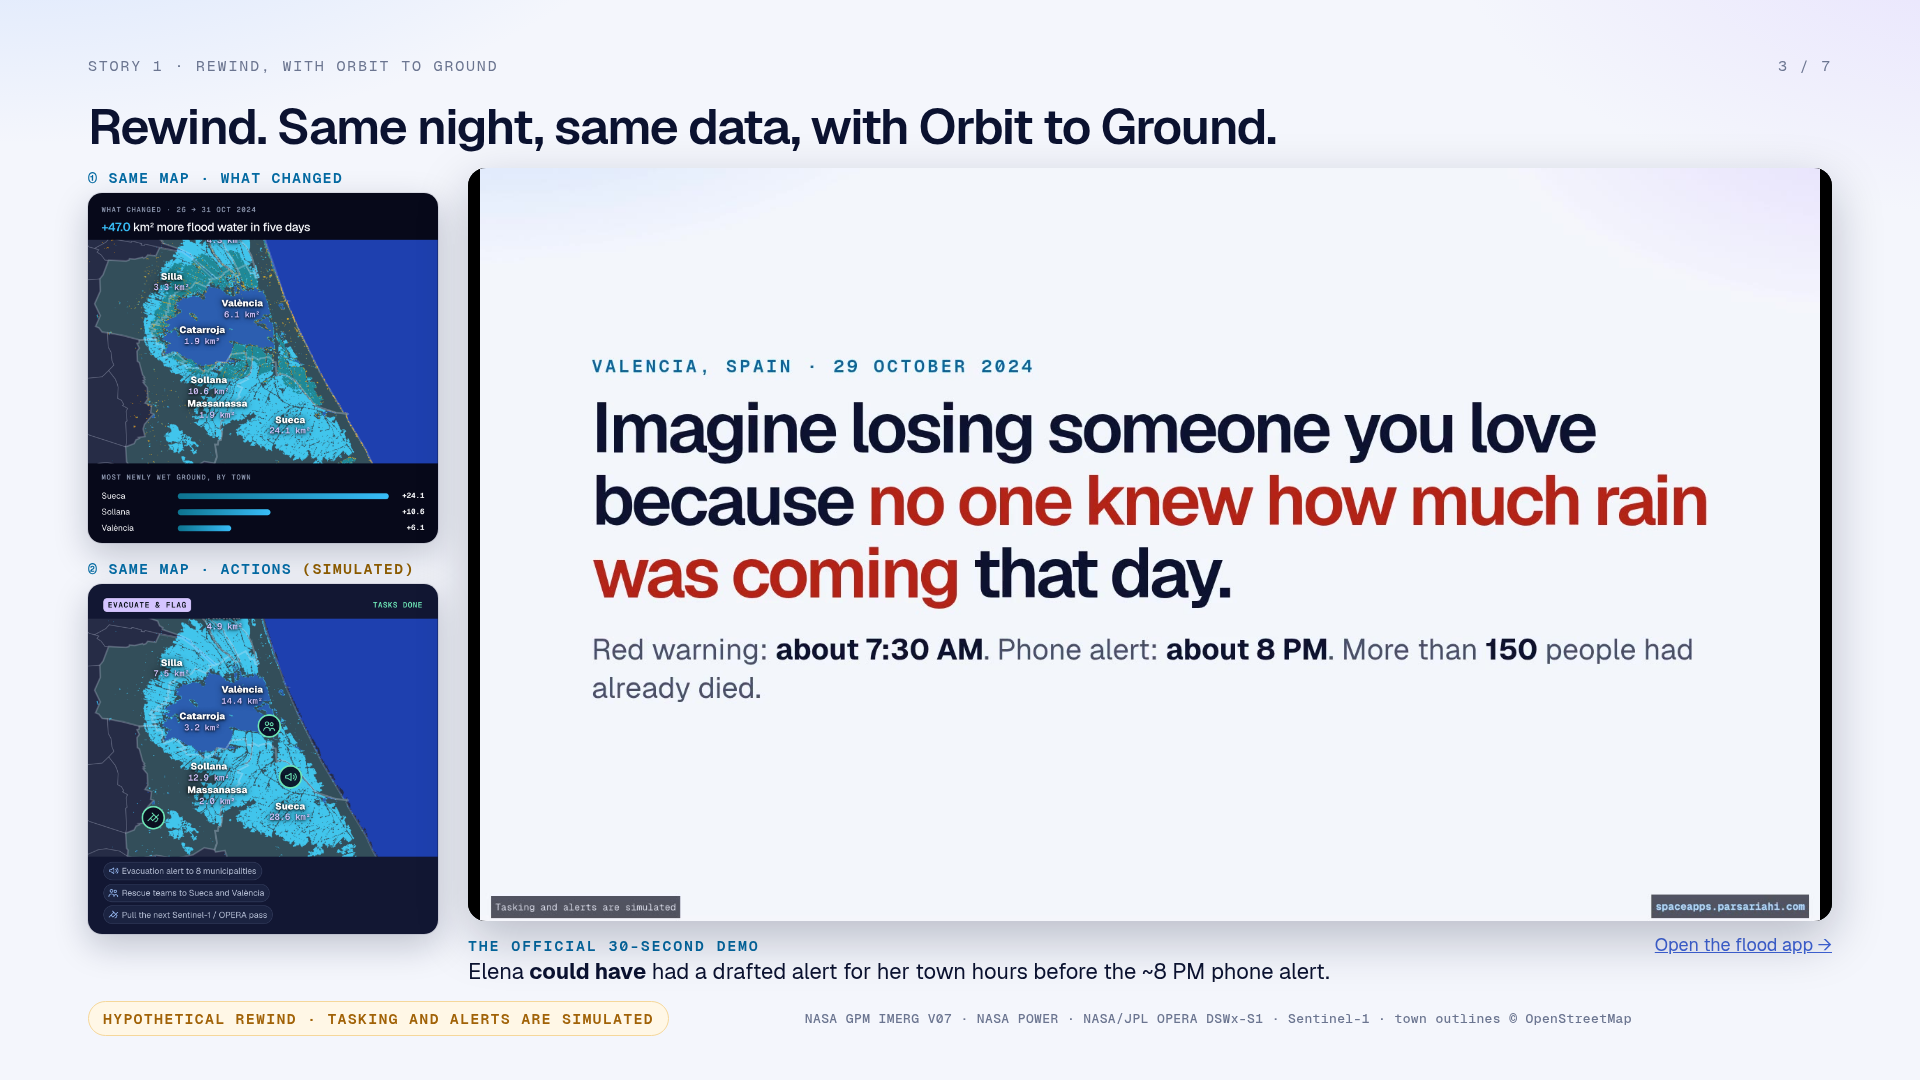 STORY 1 · REWIND, WITH ORBIT TO GROUND
3 / 7
Rewind. Same night, same data, with Orbit to Ground.
① SAME MAP · WHAT CHANGED
WHAT CHANGED · 26 → 31 OCT 2024
+47.0 km² more flood water in five days
Silla
3.3 km²
València
6.1 km²
Catarroja
1.9 km²
Sollana
10.6 km²
Massanassa
1.9 km²
Sueca
24.1 km²
MOST NEWLY WET GROUND, BY TOWN
Sueca +24.1
Sollana +10.6
València +6.1
② SAME MAP · ACTIONS (SIMULATED)
EVACUATE & FLAG
TASKS DONE
4.9 km²
Silla
7.5 km²
València
14.4 km²
Catarroja
3.2 km²
Sollana
12.9 km²
Massanassa
2.0 km²
Sueca
28.6 km²
Evacuation alert to 8 municipalities
Rescue teams to Sueca and València
Pull the next Sentinel-1 / OPERA pass
VALENCIA, SPAIN · 29 OCTOBER 2024
Imagine losing someone you love
because no one knew how much rain
was coming that day.
Red warning: about 7:30 AM. Phone alert: about 8 PM. More than 150 people had
already died.
Tasking and alerts are simulated
spaceapps.parsariahi.com
THE OFFICIAL 30-SECOND DEMO
Open the flood app →
Elena could have had a drafted alert for her town hours before the ~8 PM phone alert.
HYPOTHETICAL REWIND · TASKING AND ALERTS ARE SIMULATED
NASA GPM IMERG V07 · NASA POWER · NASA/JPL OPERA DSWx-S1 · Sentinel-1 · town outlines © OpenStreetMap